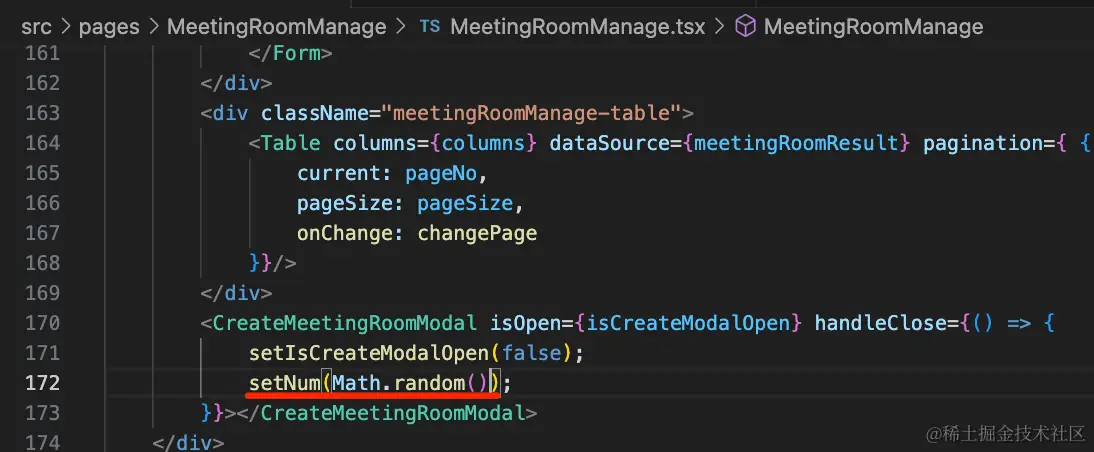 src > pages > MeetingRoomManage > TS MeetingRoomManage.tsx > MeetingRoomManage
161 </Form>
162 </div>
163 <div className="meetingRoomManage-table">
164 <Table columns={columns} dataSource={meetingRoomResult} pagination={ {
165 current: pageNo,
166 pageSize: pageSize,
167 onChange: changePage
168 }}/>
169 </div>
170 <CreateMeetingRoomModal isOpen={isCreateModalOpen} handleClose={() => {
171 setIsCreateModalOpen(false);
172 setNum(Math.random());
173 }}></CreateMeetingRoomModal>
174 </div>
@稀土掘金技术社区